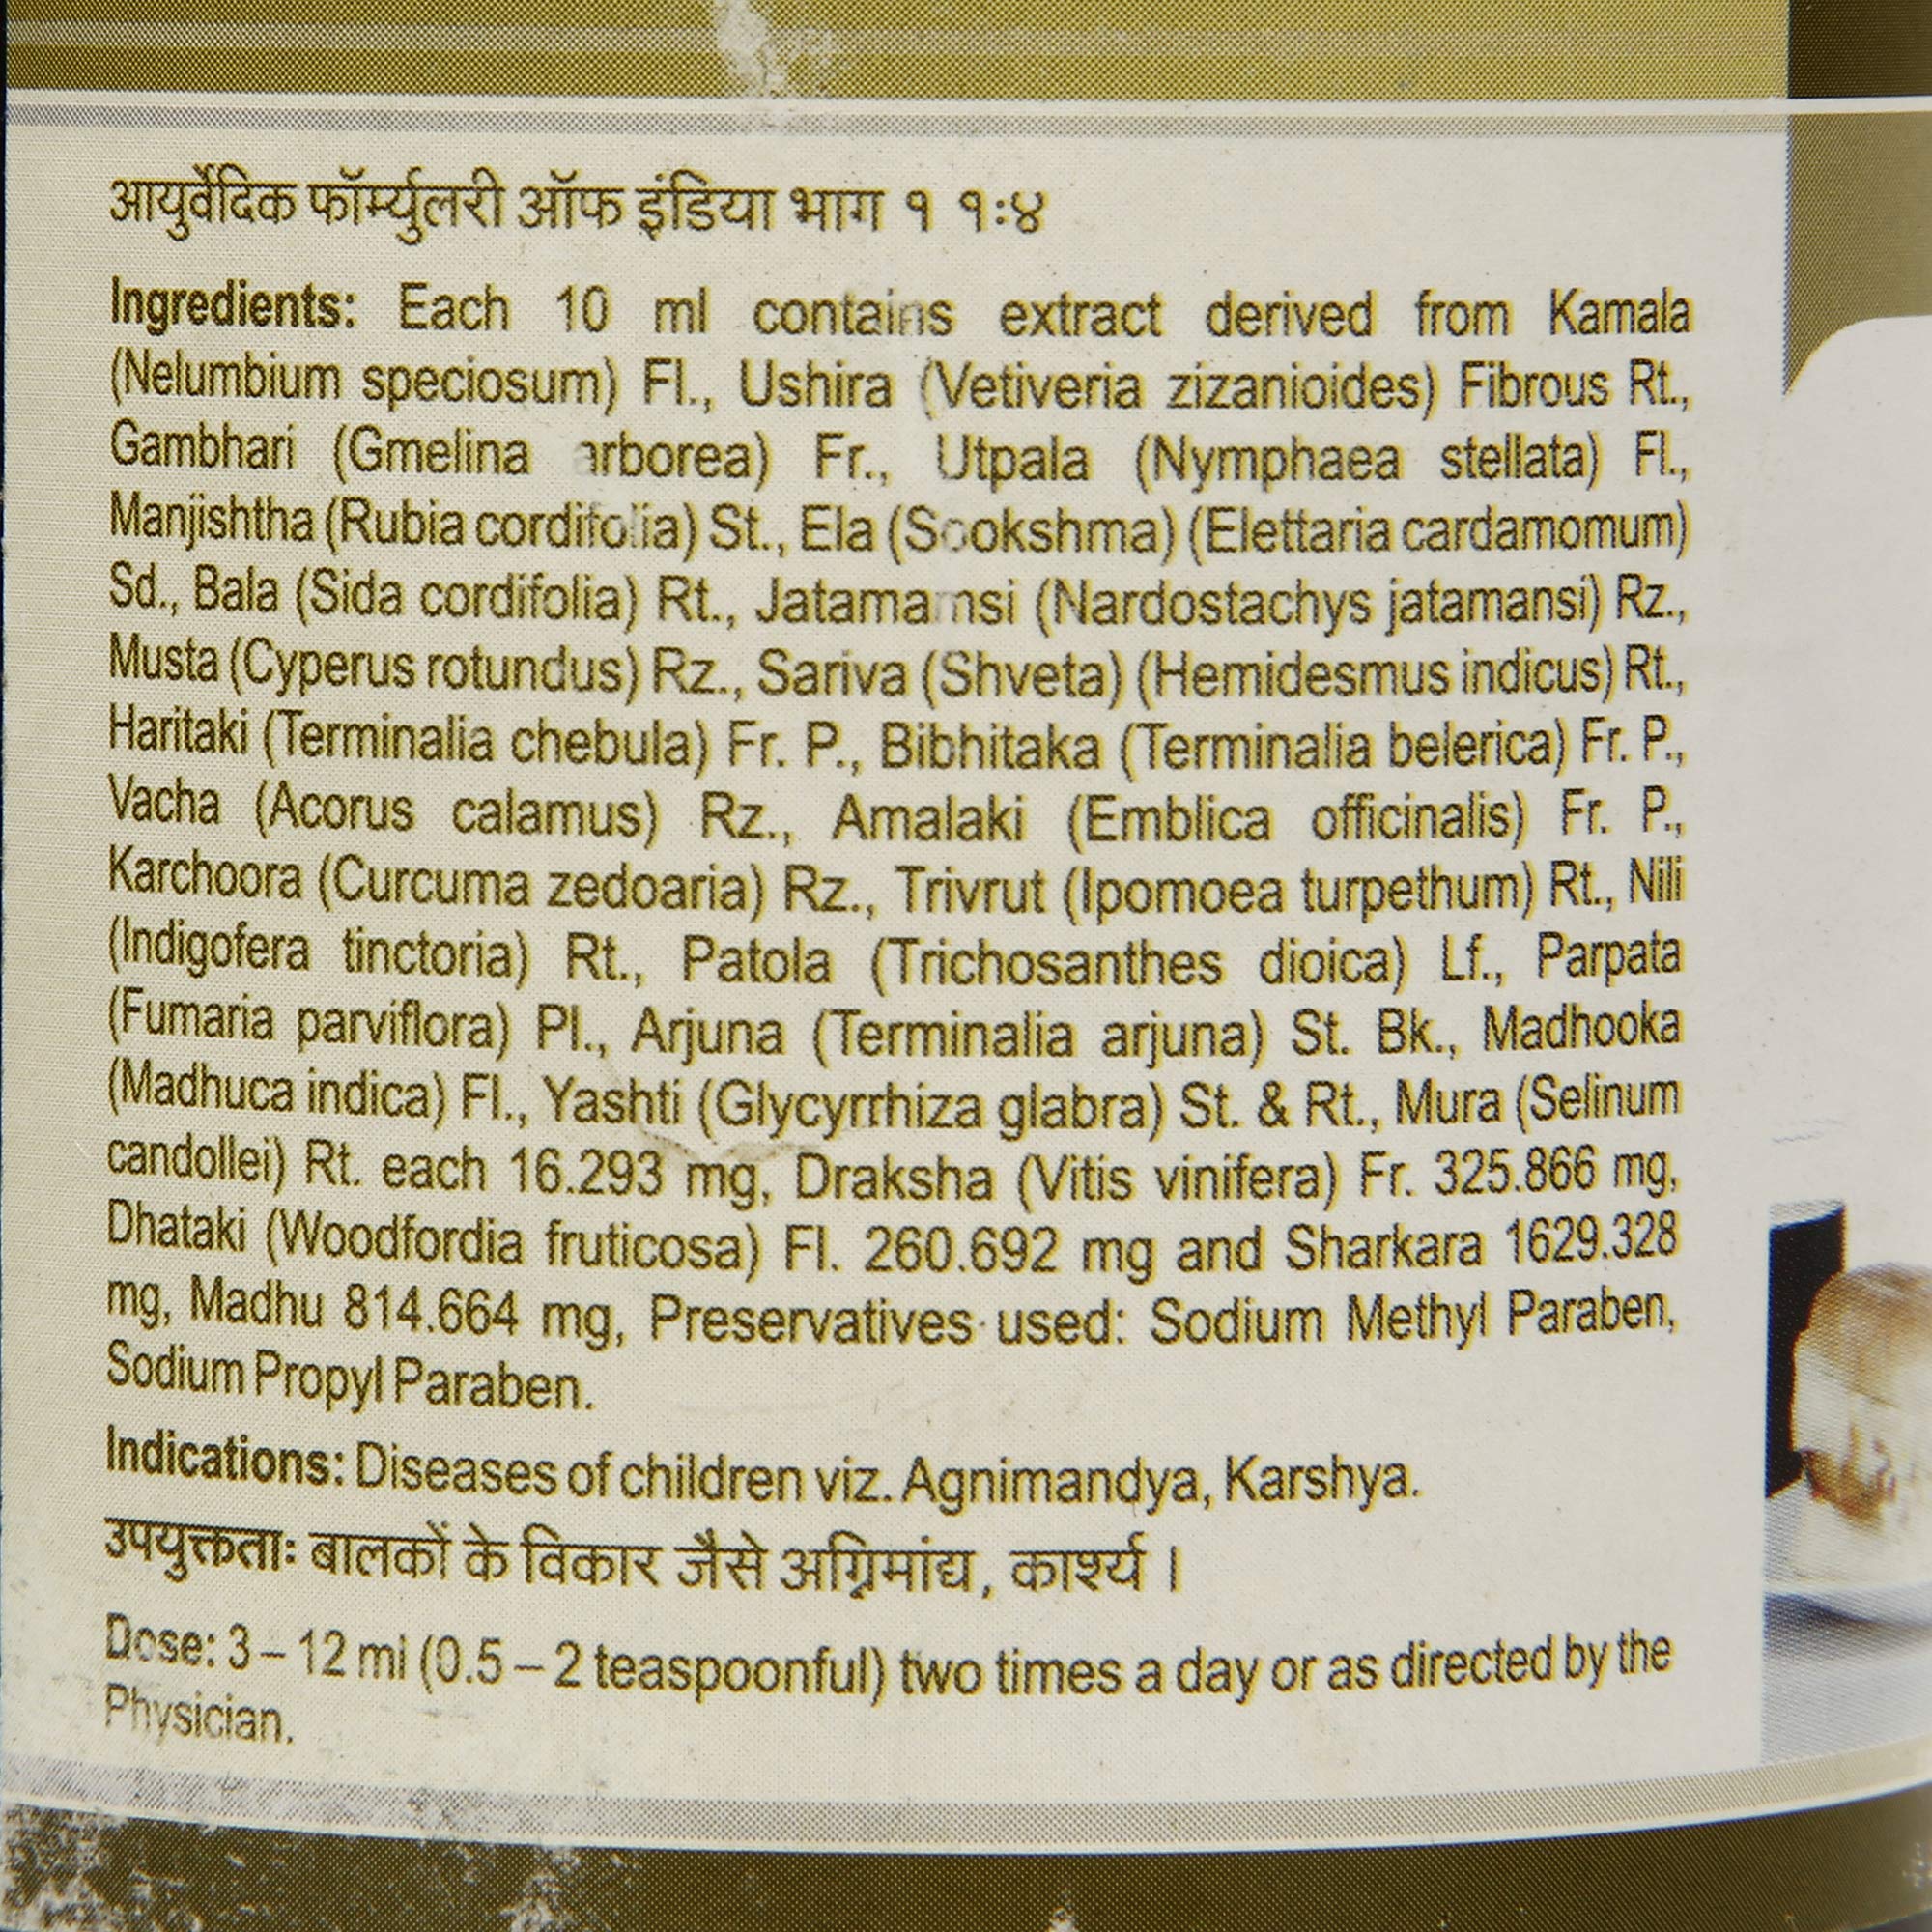 आयुर्वेदिक फॉर्म्युलरी ऑफ इंडिया भाग १ १:४
Ingredients: Each 10 ml contains extract derived from Kamala
(Nelumbium speciosum) Fl., Ushira (Vetiveria zizanioides) Fibrous Rt.,
Gambhari (Gmelina arborea) Fr., Utpala (Nymphaea stellata) Fl.,
Manjishtha (Rubia cordifolia) St., Ela (Sookshma) (Elettaria cardamomum)
Sd., Bala (Sida cordifolia) Rt., Jatamamnsi (Nardostachys jatamansi) Rz.,
Musta (Cyperus rotundus) Rz., Sariva (Shveta) (Hemidesmus indicus) Rt.,
Haritaki (Terminalia chebula) Fr. P., Bibhitaka (Terminalia belerica) Fr. P.,
Vacha (Acorus calamus) Rz., Amalaki (Emblica officinalis) Fr. P.,
Karchoora (Curcuma zedoaria) Rz., Trivrut (Ipomoea turpethum) Rt., Nili
(Indigofera tinctoria) Rt., Patola (Trichosanthes dioica) Lf., Parpata
(Fumaria parviflora) Pl., Arjuna (Terminalia arjuna) St. Bk., Madhooka
(Madhuca indica) Fl., Yashti (Glycyrrhiza glabra) St. & Rt., Mura (Selinum
candollei) Rt. each 16.293 mg, Draksha (Vitis vinifera) Fr. 325.866 mg,
Dhataki (Woodfordia fruticosa) Fl. 260.692 mg and Sharkara 1629.328
mg, Madhu 814.664 mg, Preservatives used: Sodium Methyl Paraben,
Sodium Propyl Paraben.
Indications: Diseases of children viz. Agnimandya, Karshya.
उपयुक्तताः बालकों के विकार जैसे अग्निमांद्य, कार्श्य ।
Dose: 3 – 12 ml (0.5 – 2 teaspoonful) two times a day or as directed by the
Physician.